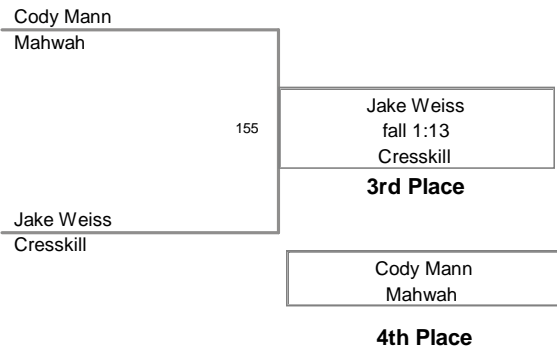 Cody Mann
Mahwah
155
Jake Weiss
fall 1:13
Cresskill
3rd Place
Jake Weiss
Cresskill
Cody Mann
Mahwah
4th Place